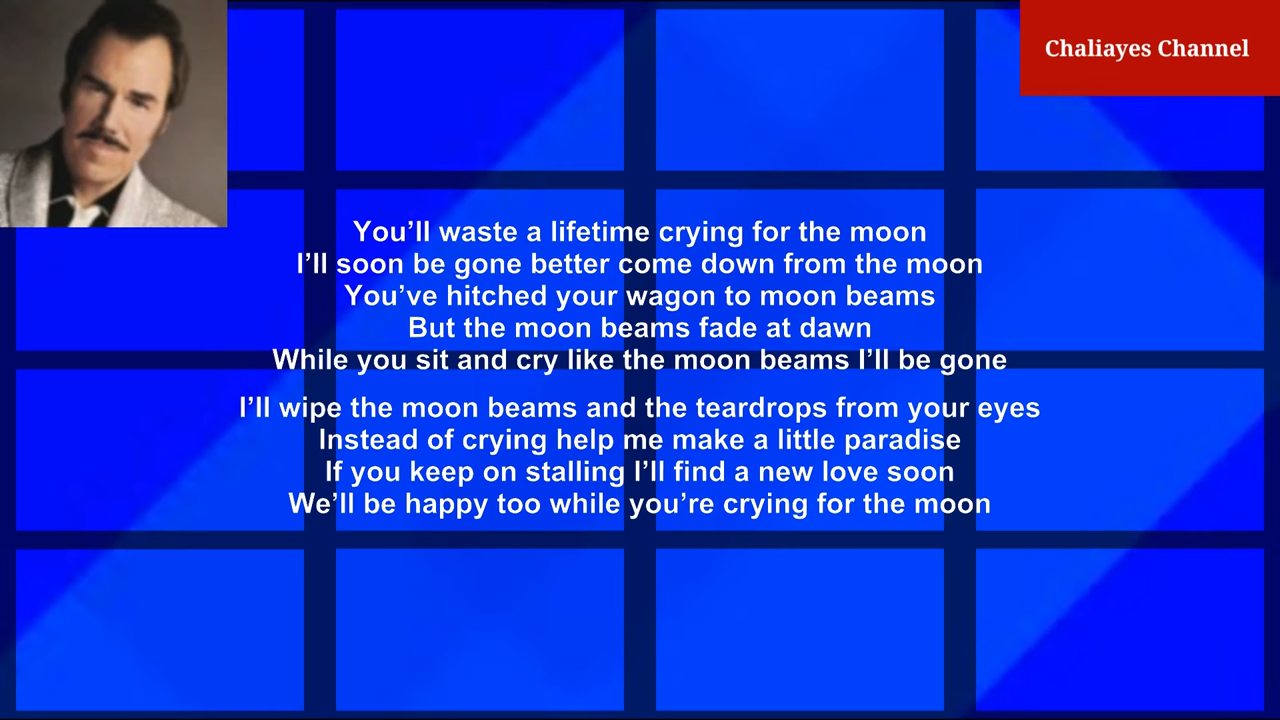 Chaliayes Channel
You’ll waste a lifetime crying for the moon
I’ll soon be gone better come down from the moon
You’ve hitched your wagon to moon beams
But the moon beams fade at dawn
While you sit and cry like the moon beams I’ll be gone
I’ll wipe the moon beams and the teardrops from your eyes
Instead of crying help me make a little paradise
If you keep on stalling I’ll find a new love soon
We’ll be happy too while you’re crying for the moon